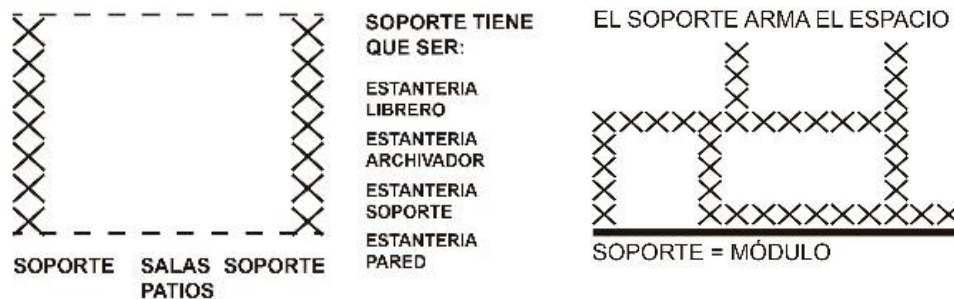 SOPORTE SALAS SOPORTE
PATIOS
SOPORTE TIENE
QUE SER:
ESTANTERIA
LIBRERO
ESTANTERIA
ARCHIVADOR
ESTANTERIA
SOPORTE
ESTANTERIA
PARED
EL SOPORTE ARMA EL ESPACIO
SOPORTE = MÓDULO